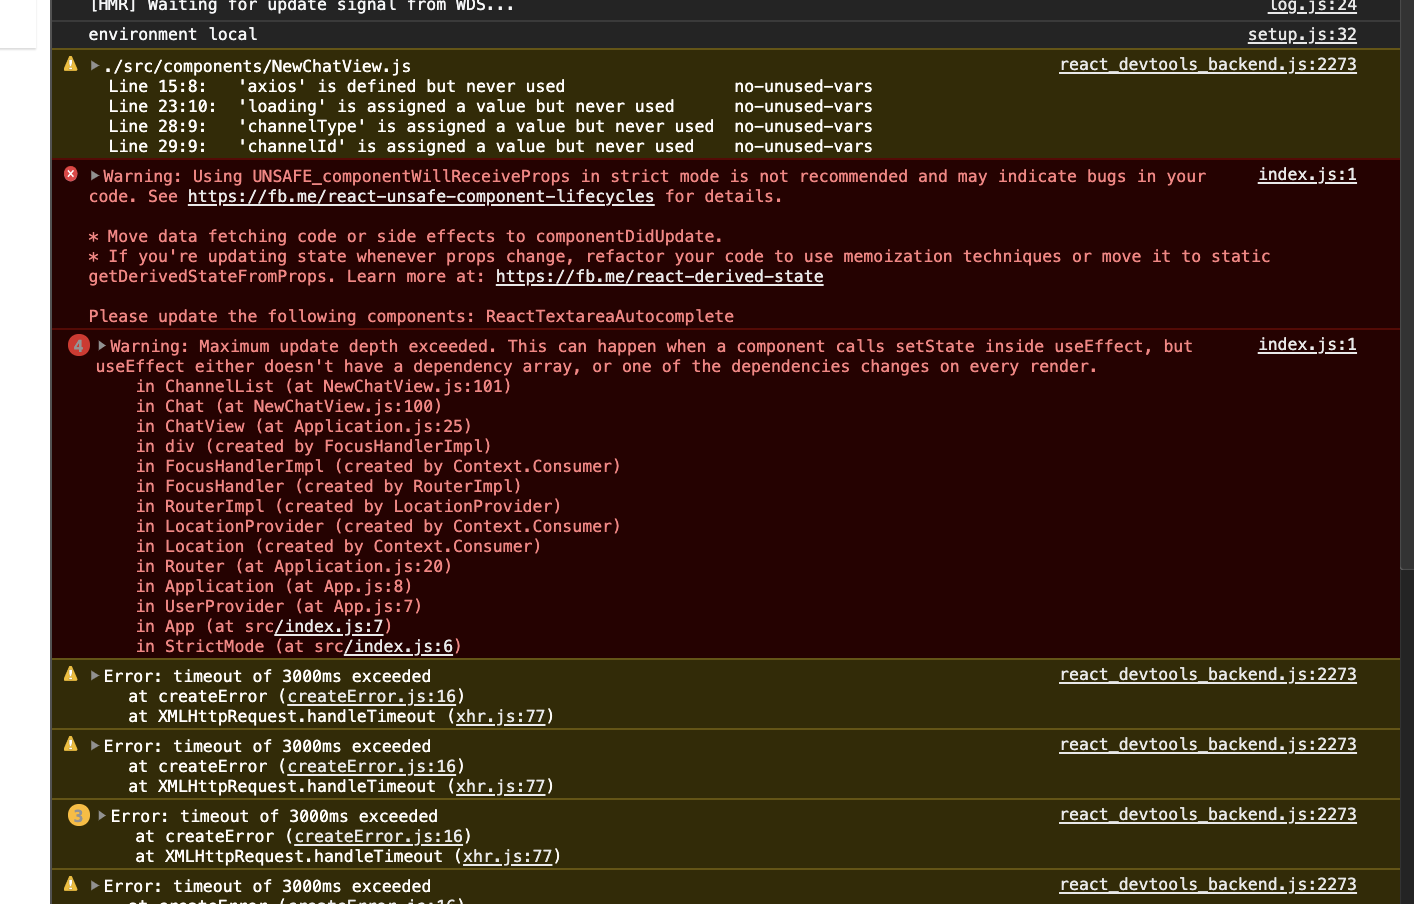 [HMR] Waiting for update signal from WDS... log.js:24
environment local setup.js:32
./src/components/NewChatView.js react_devtools_backend.js:2273
Line 15:8: 'axios' is defined but never used no-unused-vars
Line 23:10: 'loading' is assigned a value but never used no-unused-vars
Line 28:9: 'channelType' is assigned a value but never used no-unused-vars
Line 29:9: 'channelId' is assigned a value but never used no-unused-vars
Warning: Using UNSAFE_componentWillReceiveProps in strict mode is not recommended and may indicate bugs in your index.js:1
code. See https://fb.me/react-unsafe-component-lifecycles for details.
* Move data fetching code or side effects to componentDidUpdate.
* If you're updating state whenever props change, refactor your code to use memoization techniques or move it to static
getDerivedStateFromProps. Learn more at: https://fb.me/react-derived-state
Please update the following components: ReactTextareaAutocomplete
4 Warning: Maximum update depth exceeded. This can happen when a component calls setState inside useEffect, but index.js:1
useEffect either doesn't have a dependency array, or one of the dependencies changes on every render.
in ChannelList (at NewChatView.js:101)
in Chat (at NewChatView.js:100)
in ChatView (at Application.js:25)
in div (created by FocusHandlerImpl)
in FocusHandlerImpl (created by Context.Consumer)
in FocusHandler (created by RouterImpl)
in RouterImpl (created by LocationProvider)
in LocationProvider (created by Context.Consumer)
in Location (created by Context.Consumer)
in Router (at Application.js:20)
in Application (at App.js:8)
in UserProvider (at App.js:7)
in App (at src/index.js:7)
in StrictMode (at src/index.js:6)
Error: timeout of 3000ms exceeded react_devtools_backend.js:2273
at createError (createError.js:16)
at XMLHttpRequest.handleTimeout (xhr.js:77)
Error: timeout of 3000ms exceeded react_devtools_backend.js:2273
at createError (createError.js:16)
at XMLHttpRequest.handleTimeout (xhr.js:77)
3 Error: timeout of 3000ms exceeded react_devtools_backend.js:2273
at createError (createError.js:16)
at XMLHttpRequest.handleTimeout (xhr.js:77)
Error: timeout of 3000ms exceeded react_devtools_backend.js:2273
at createError (createError.js:16)